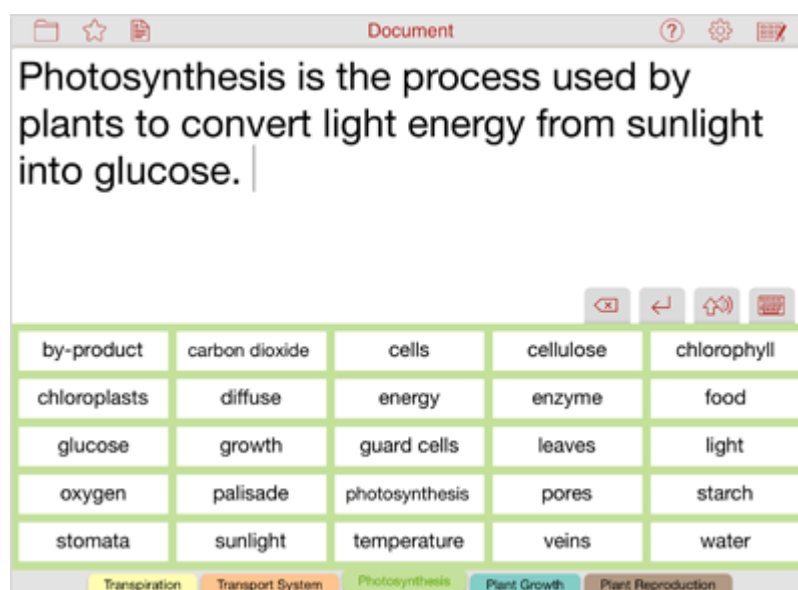 Document
Photosynthesis is the process used by
plants to convert light energy from sunlight
into glucose.
by-product carbon dioxide cells cellulose chlorophyll
chloroplasts diffuse energy enzyme food
glucose growth guard cells leaves light
oxygen palisade photosynthesis pores starch
stomata sunlight temperature veins water
Transpiration Transport System Photosynthesis Plant Growth Plant Reproduction